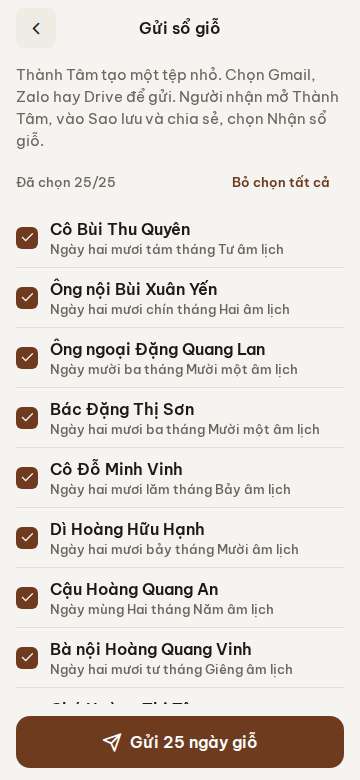 Gửi sổ giỗ
Thành Tâm tạo một tệp nhỏ. Chọn Gmail,
Zalo hay Drive để gửi. Người nhận mở Thành
Tâm, vào Sao lưu và chia sẻ, chọn Nhận sổ
giỗ.
Đã chọn 25/25
Bỏ chọn tất cả
Cô Bùi Thu Quyên
Ngày hai mươi tám tháng Tư âm lịch
Ông nội Bùi Xuân Yến
Ngày hai mươi chín tháng Hai âm lịch
Ông ngoại Đặng Quang Lan
Ngày mười ba tháng Mười một âm lịch
Bác Đặng Thị Sơn
Ngày hai mươi ba tháng Mười một âm lịch
Cô Đỗ Minh Vinh
Ngày hai mươi lăm tháng Bảy âm lịch
Dì Hoàng Hữu Hạnh
Ngày hai mươi bảy tháng Mười âm lịch
Cậu Hoàng Quang An
Ngày mùng Hai tháng Năm âm lịch
Bà nội Hoàng Quang Vinh
Ngày hai mươi tư tháng Giêng âm lịch
Gửi 25 ngày giỗ